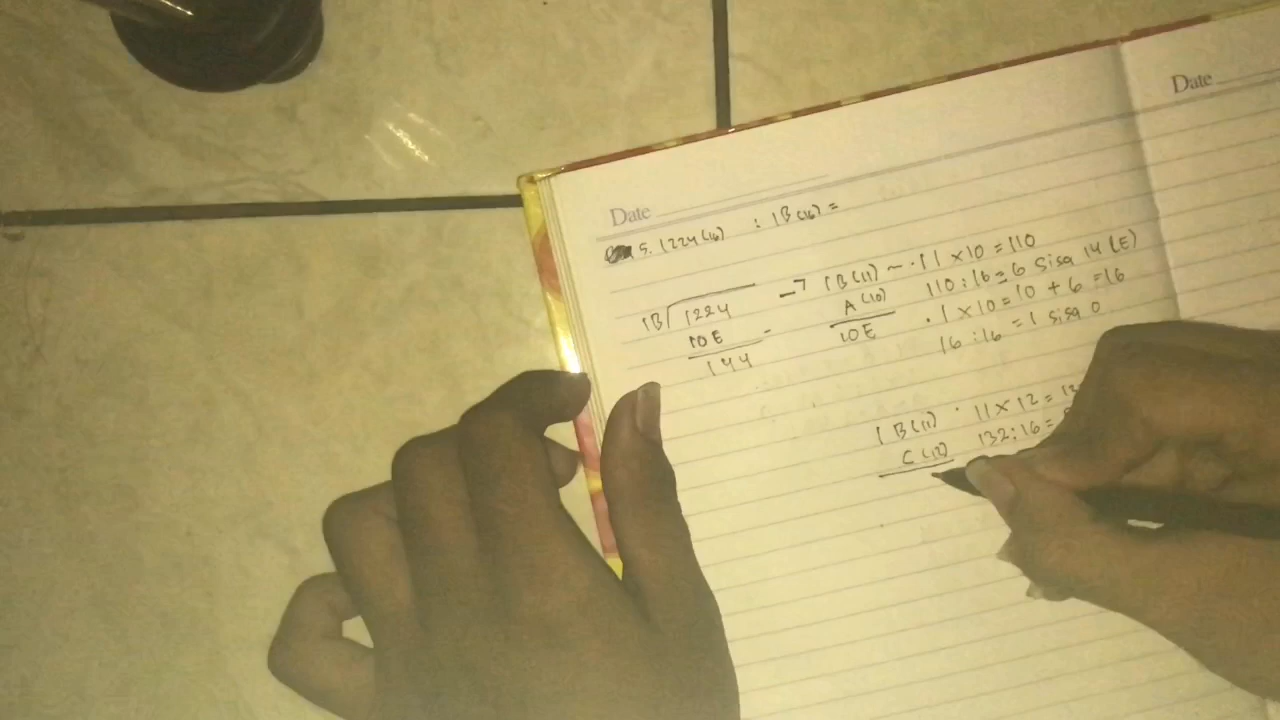 Date
Date
5. 1224(16) : 1B(16) =
1B 1224 → 1B(11) ~ · 11 x 10 = 110
10E - A(10) 110 : 16 = 6 sisa 14 (E)
144 10E · 1 x 10 = 10 + 6 = 16
16 : 16 = 1 sisa 0
1B(11) · 11 x 12 =
C(12) 132 : 16 =